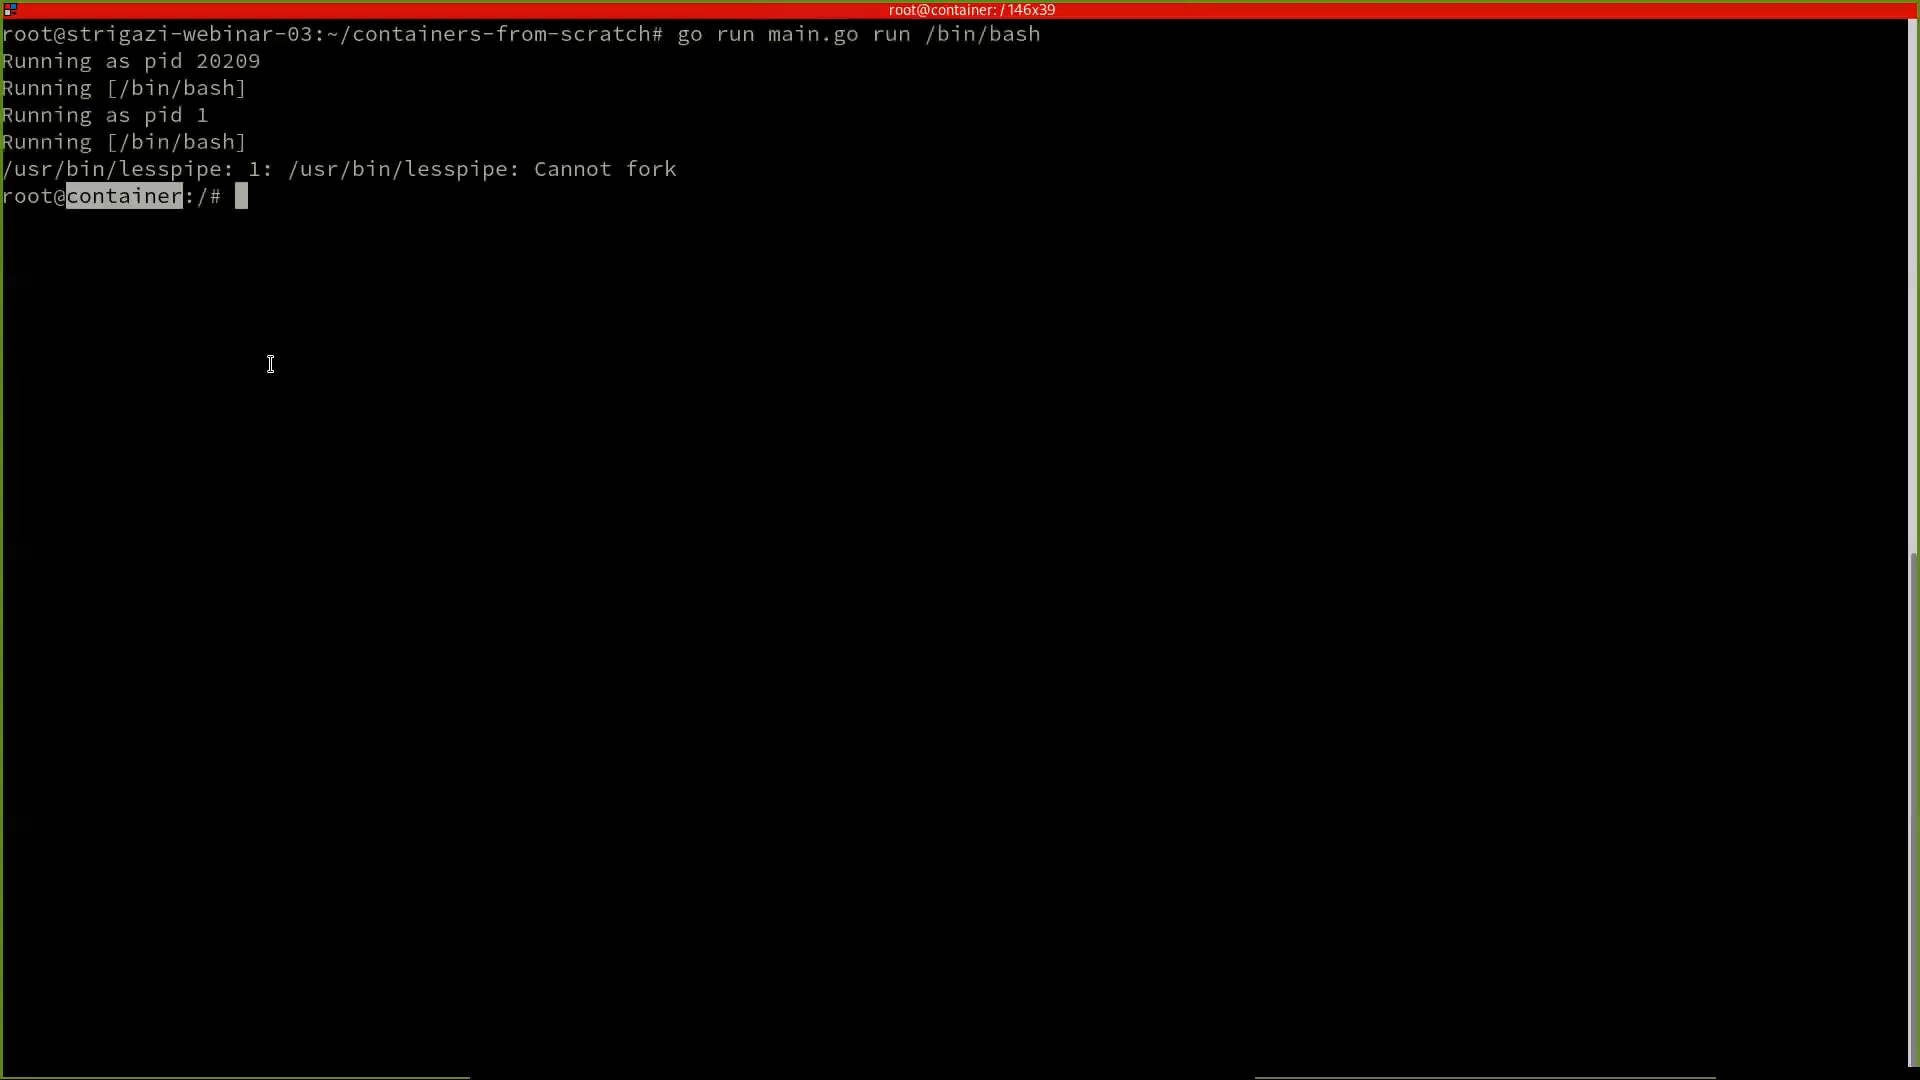 root@container: / 146x39
root@strigazi-webinar-03:~/containers-from-scratch# go run main.go run /bin/bash
Running as pid 20209
Running [/bin/bash]
Running as pid 1
Running [/bin/bash]
/usr/bin/lesspipe: 1: /usr/bin/lesspipe: Cannot fork
root@container:/#